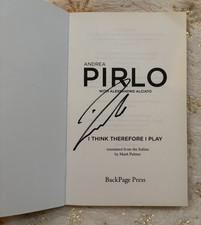 ANDREA
PIRLO
WITH ALESSANDRO ALCIATO
I THINK THEREFORE I PLAY
translated from the Italian
by Mark Palmer
BackPage Press